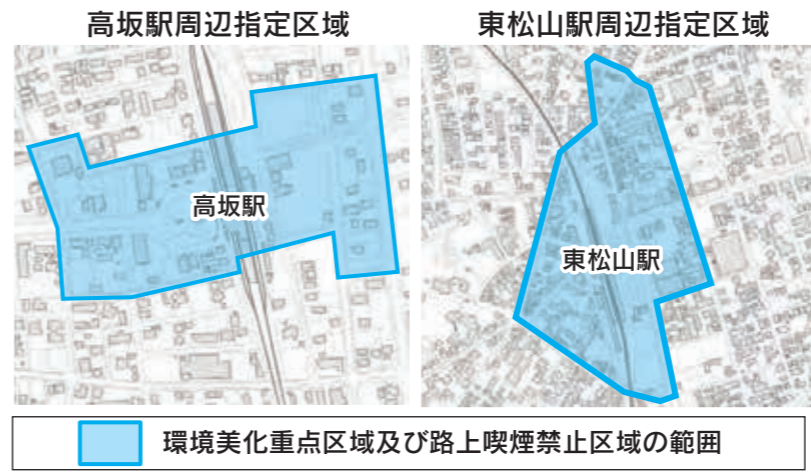 高坂駅周辺指定区域
東松山駅周辺指定区域
高坂駅
東松山駅
環境美化重点区域及び路上喫煙禁止区域の範囲